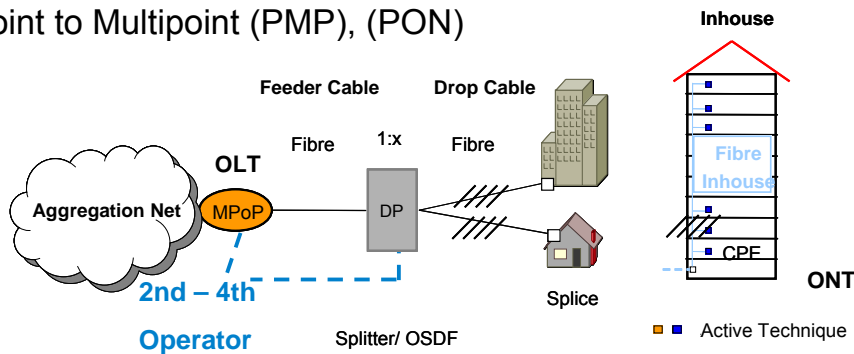 oint to Multipoint (PMP), (PON)
Inhouse
Feeder Cable
Drop Cable
Fibre
1:x
Fibre
OLT
Aggregation Net
MPoP
DP
Fibre
Inhouse
CPE
2nd – 4th
Operator
Splitter/ OSDF
Splice
ONT
Active Technique